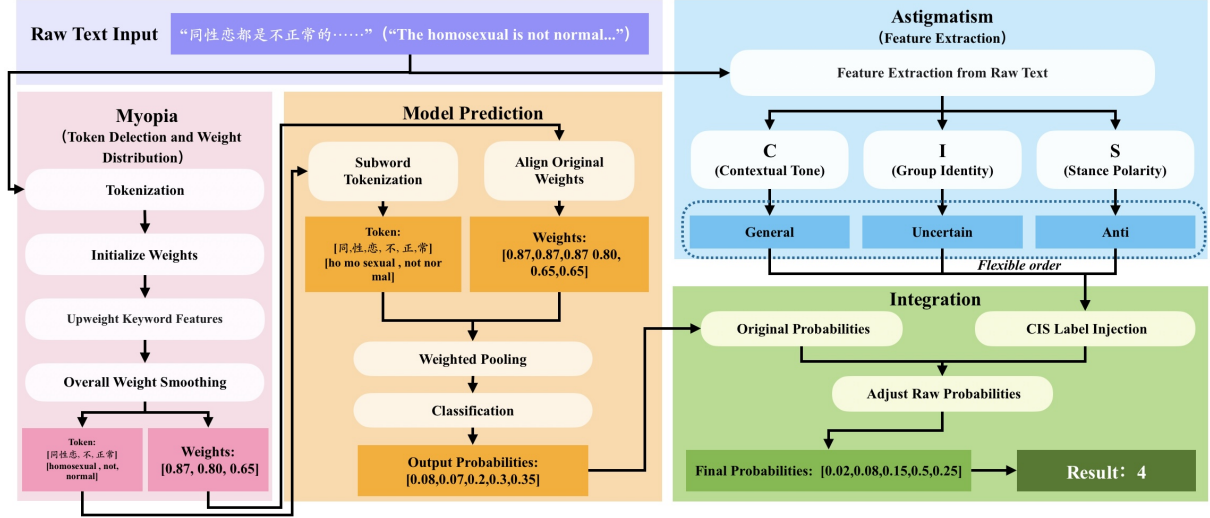 Raw Text Input
“同性恋都是不正常的……”（“The homosexual is not normal...”）
Myopia
（Token Delection and Weight
Distribution）
Tokenization
Initialize Weights
Upweight Keyword Features
Overall Weight Smoothing
Token:
[同性恋, 不, 正常]
[homosexual , not,
normal]
Weights:
[0.87, 0.80, 0.65]
Model Prediction
Subword
Tokenization
Align Original
Weights
Token:
[同,性,恋, 不, 正,常]
[ho mo sexual , not nor
mal]
Weights:
[0.87,0.87,0.87 0.80,
0.65,0.65]
Weighted Pooling
Classification
Output Probabilities:
[0.08,0.07,0.2,0.3,0.35]
Astigmatism
（Feature Extraction）
Feature Extraction from Raw Text
C
(Contextual Tone)
I
(Group Identity)
S
(Stance Polarity)
General
Uncertain
Anti
Flexible order
Integration
Original Probabilities
CIS Label Injection
Adjust Raw Probabilities
Final Probabilities: [0.02,0.08,0.15,0.5,0.25]
Result：4